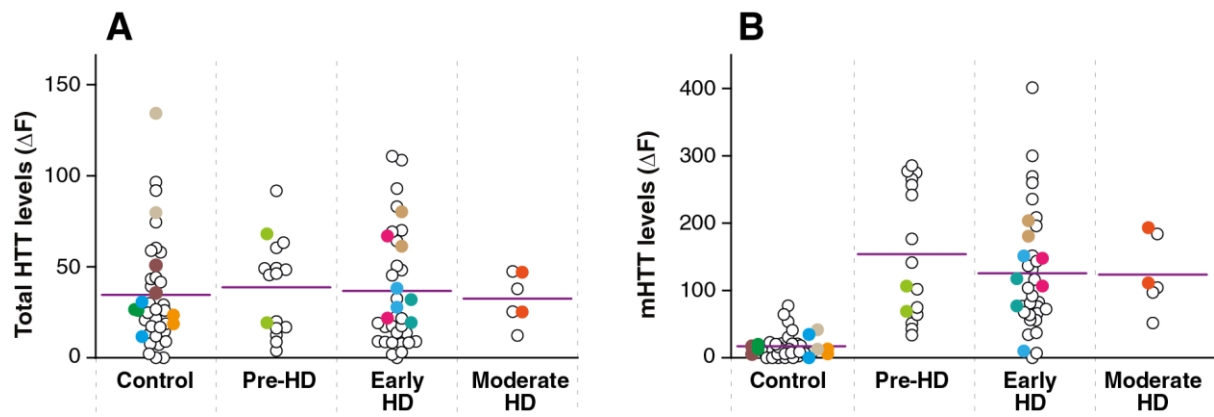 A
Total HTT levels (ΔF)
150
100
50
0
Control
Pre-HD
Early
HD
Moderate
HD
B
mHTT levels (ΔF)
400
300
200
100
0
Control
Pre-HD
Early
HD
Moderate
HD